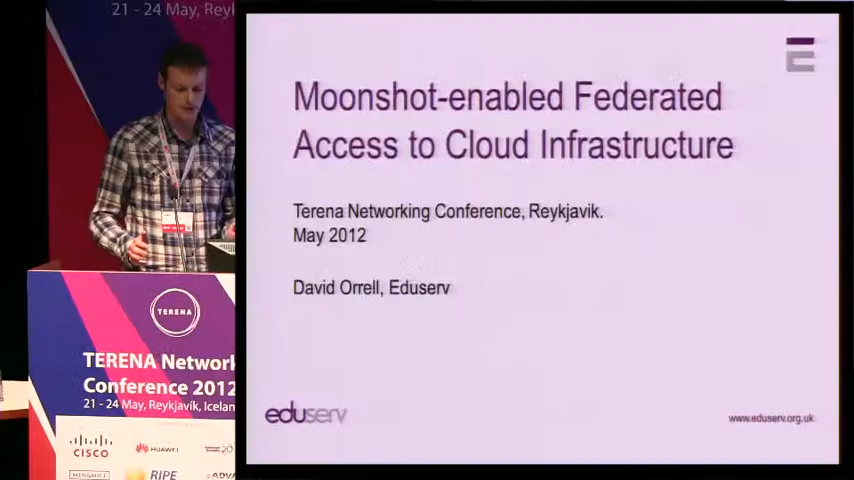 21 - 24 May, Reyk
Moonshot-enabled Federated
Access to Cloud Infrastructure
Terena Networking Conference, Reykjavik.
May 2012
David Orrell, Eduserv
eduserv
www.eduserv.org.uk
TERENA
TERENA Network
Conference 2012
21 - 24 May, Reykjavik, Icelan
CISCO
HUAWEI
RIPE
ADVA